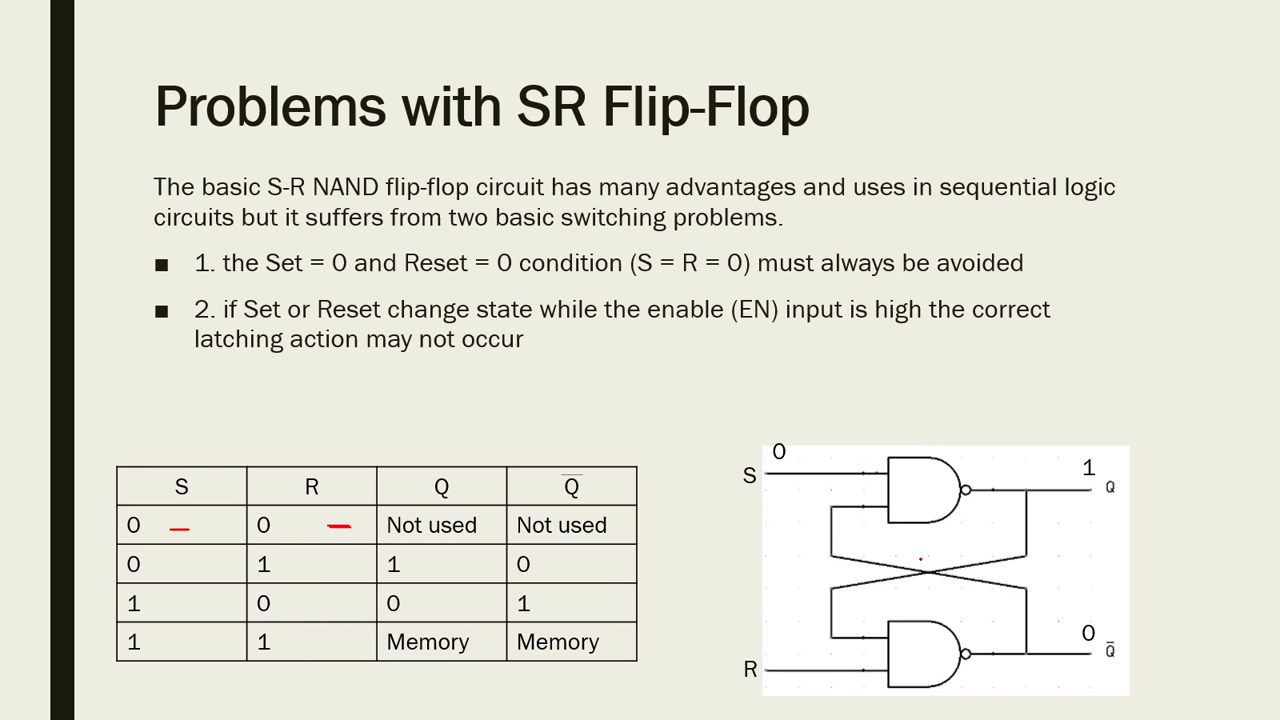 Problems with SR Flip-Flop
The basic S-R NAND flip-flop circuit has many advantages and uses in sequential logic
circuits but it suffers from two basic switching problems.
■ 1. the Set = 0 and Reset = 0 condition (S = R = 0) must always be avoided
■ 2. if Set or Reset change state while the enable (EN) input is high the correct
latching action may not occur
S R Q Q̅
0 0 Not used Not used
0 1 1 0
1 0 0 1
1 1 Memory Memory
0
S 1 Q
0
R Q̅